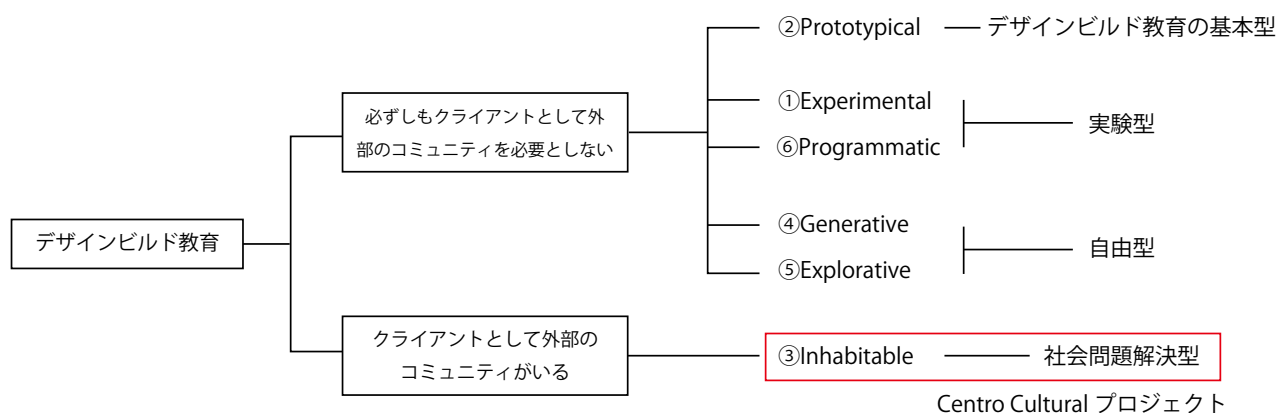 デザインビルド教育
必ずしもクライアントとして外
部のコミュニティを必要としない
②Prototypical
デザインビルド教育の基本型
①Experimental
⑥Programmatic
実験型
④Generative
⑤Explorative
自由型
クライアントとして外部の
コミュニティがいる
③Inhabitable
社会問題解決型
Centro Cultural プロジェクト